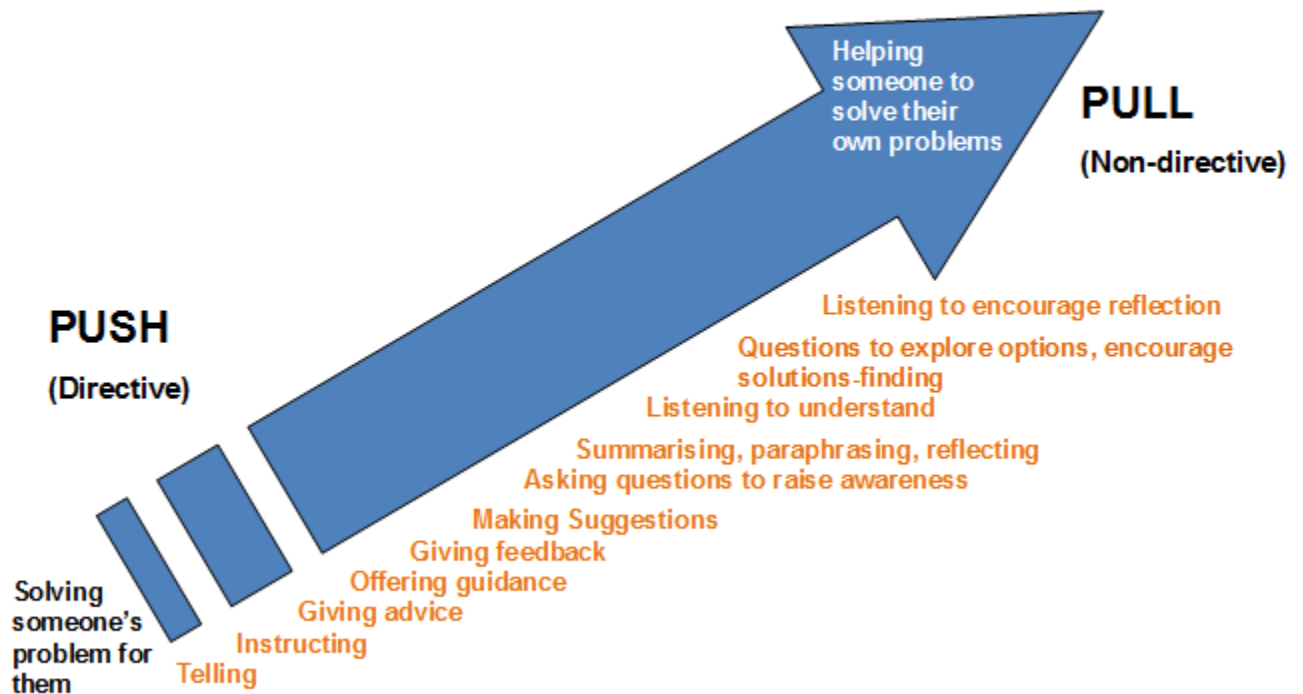 Helping
someone to
solve their
own problems
PULL
(Non-directive)
PUSH
(Directive)
Listening to encourage reflection
Questions to explore options, encourage
solutions-finding
Listening to understand
Summarising, paraphrasing, reflecting
Asking questions to raise awareness
Making Suggestions
Giving feedback
Offering guidance
Giving advice
Instructing
Telling
Solving
someone's
problem for
them